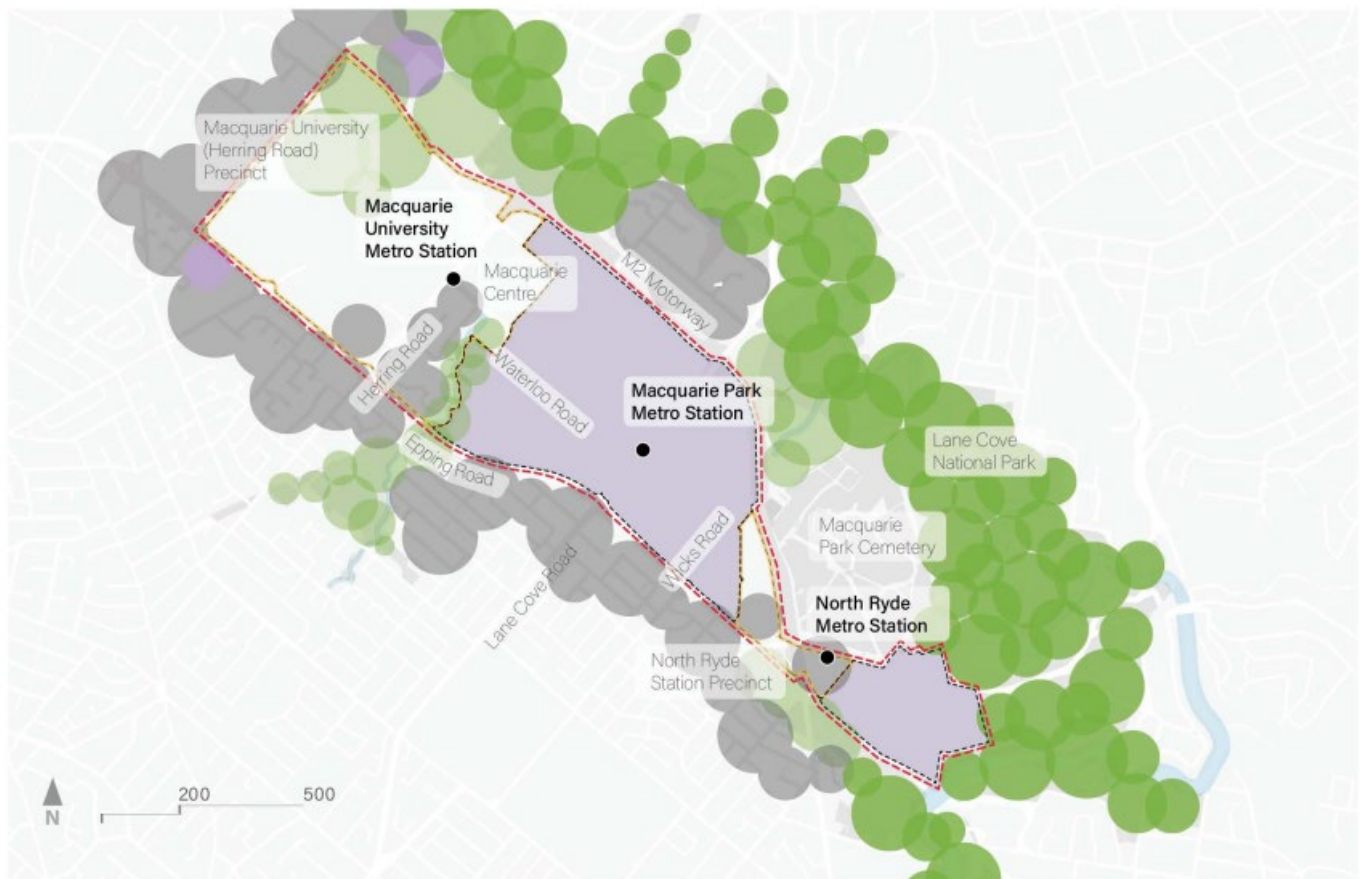 Macquarie University
(Herring Road)
Precinct
Macquarie
University
Metro Station
Macquarie
Centre
M2 Motorway
Herring Road
Waterloo Road
Macquarie Park
Metro Station
Epping Road
Lane Cove
National Park
Wicks Road
Macquarie
Park Cemetery
Lane Cove Road
North Ryde
Metro Station
North Ryde
Station Precinct
200
500
N